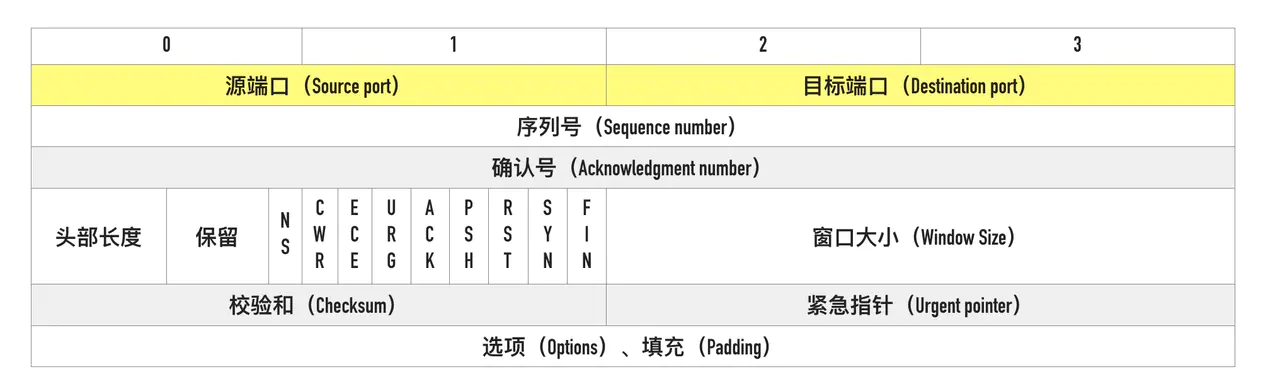 0 1 2 3
源端口（Source port） 目标端口（Destination port）
序列号（Sequence number）
确认号（Acknowledgment number）
头部长度 保留 NS CWR ECE URG ACK PSH RST SYN FIN 窗口大小（Window Size）
校验和（Checksum） 紧急指针（Urgent pointer）
选项（Options）、填充（Padding）